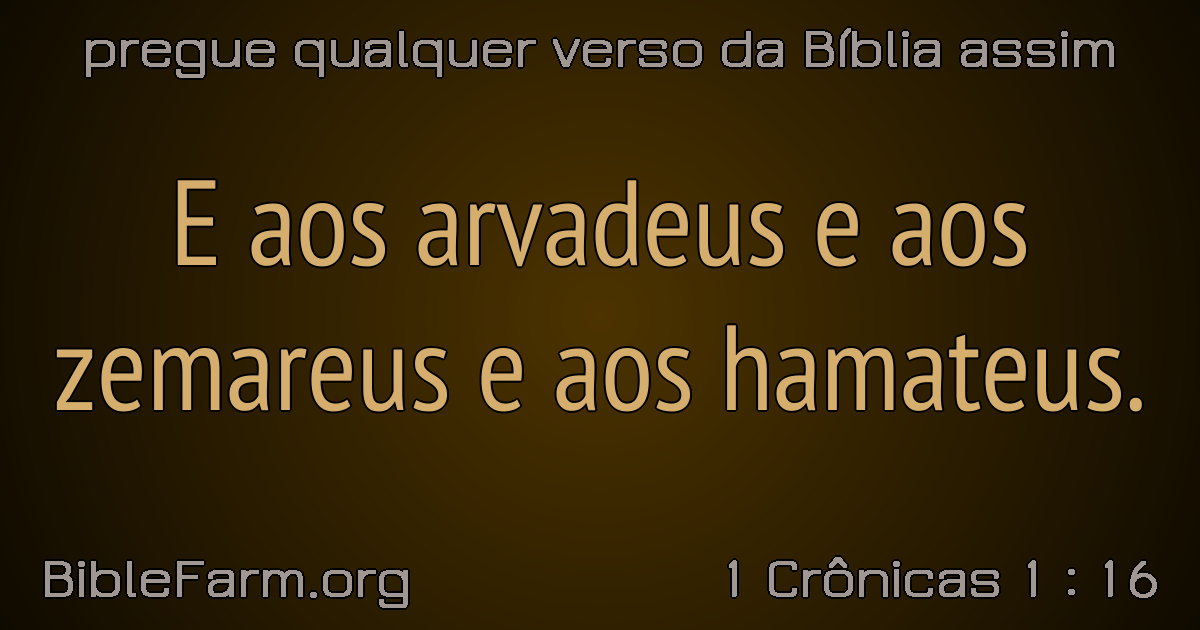 pregue qualquer verso da Bíblia assim
E aos arvadeus e aos
zemareus e aos hamateus.
BibleFarm.org
1 Crônicas 1 : 16